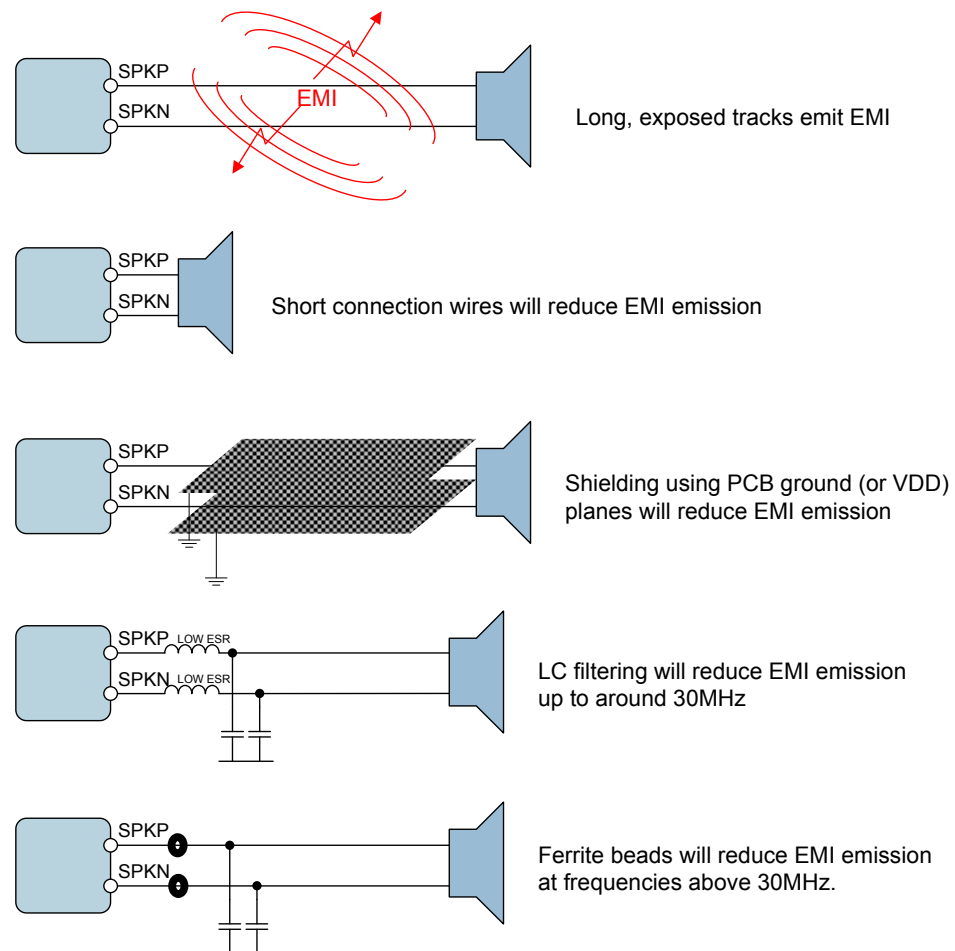 SPKP
SPKN
EMI
Long, exposed tracks emit EMI
SPKP
SPKN
Short connection wires will reduce EMI emission
SPKP
SPKN
Shielding using PCB ground (or VDD)
planes will reduce EMI emission
SPKP LOW ESR
SPKN LOW ESR
LC filtering will reduce EMI emission
up to around 30MHz
SPKP
SPKN
Ferrite beads will reduce EMI emission
at frequencies above 30MHz.